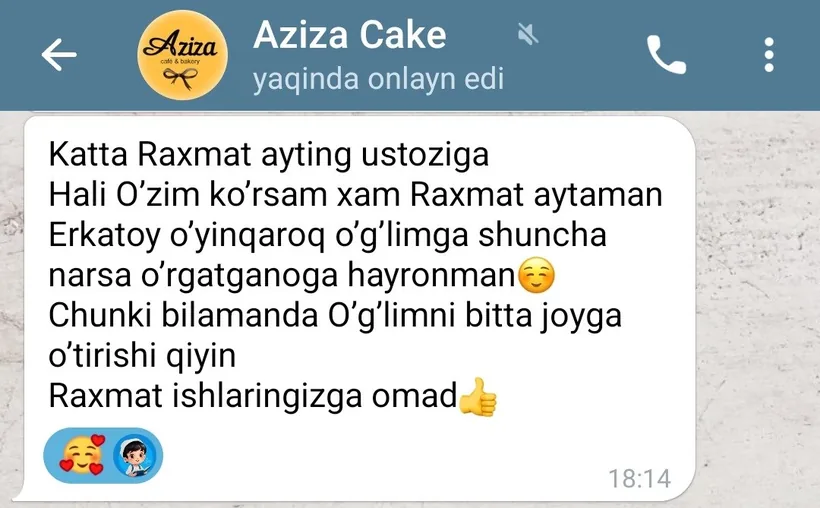 Aziza
café & bakery
Aziza Cake
yaqinda onlayn edi
Katta Raxmat ayting ustoziga
Hali O’zim ko’rsam xam Raxmat aytaman
Erkatoy o’yinqaroq o’g’limga shuncha
narsa o’rgatganoga hayronman☺️
Chunki bilamanda O’g’limni bitta joyga
o’tirishi qiyin
Raxmat ishlaringizga omad👍
🥰
18:14